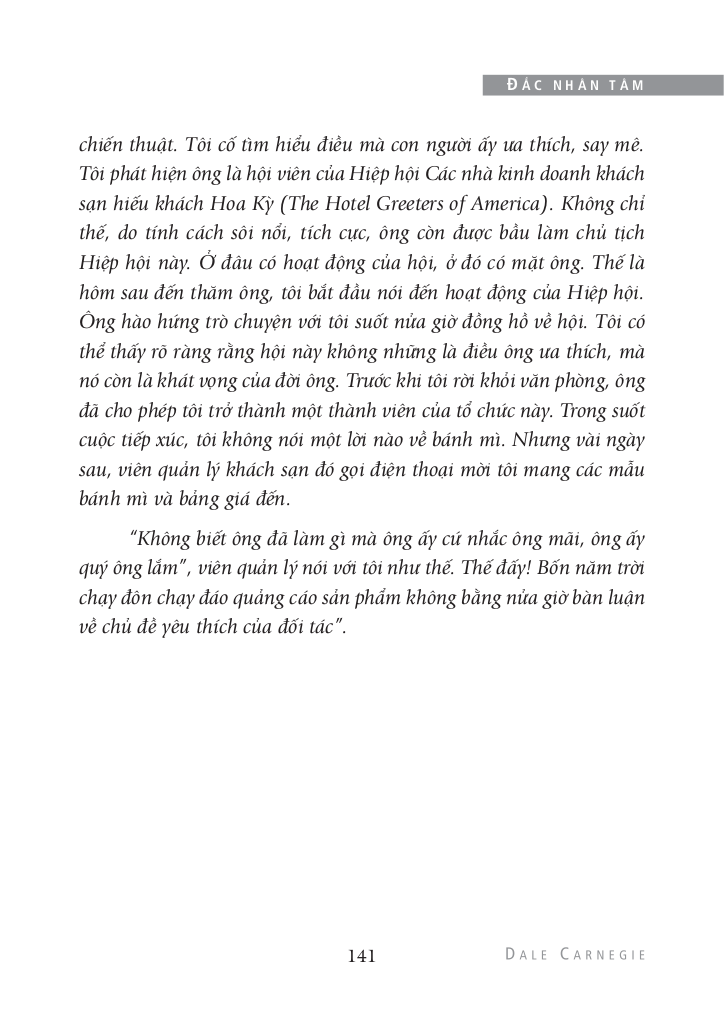 ĐẮC NHÂN TÂM
chiến thuật. Tôi cố tìm hiểu điều mà con người ấy ưa thích, say mê.
Tôi phát hiện ông là hội viên của Hiệp hội Các nhà kinh doanh khách
sạn hiếu khách Hoa Kỳ (The Hotel Greeters of America). Không chỉ
thế, do tính cách sôi nổi, tích cực, ông còn được bầu làm chủ tịch
Hiệp hội này. Ở đâu có hoạt động của hội, ở đó có mặt ông. Thế là
hôm sau đến thăm ông, tôi bắt đầu nói đến hoạt động của Hiệp hội.
Ông hào hứng trò chuyện với tôi suốt nửa giờ đồng hồ về hội. Tôi có
thể thấy rõ ràng rằng hội này không những là điều ông ưa thích, mà
nó còn là khát vọng của đời ông. Trước khi tôi rời khỏi văn phòng, ông
đã cho phép tôi trở thành một thành viên của tổ chức này. Trong suốt
cuộc tiếp xúc, tôi không nói một lời nào về bánh mì. Nhưng vài ngày
sau, viên quản lý khách sạn đó gọi điện thoại mời tôi mang các mẫu
bánh mì và bảng giá đến.
“Không biết ông đã làm gì mà ông ấy cứ nhắc ông mãi, ông ấy
quý ông lắm”, viên quản lý nói với tôi như thế. Thế đấy! Bốn năm trời
chạy đôn chạy đáo quảng cáo sản phẩm không bằng nửa giờ bàn luận
về chủ đề yêu thích của đối tác”.
141
DALE CARNEGIE